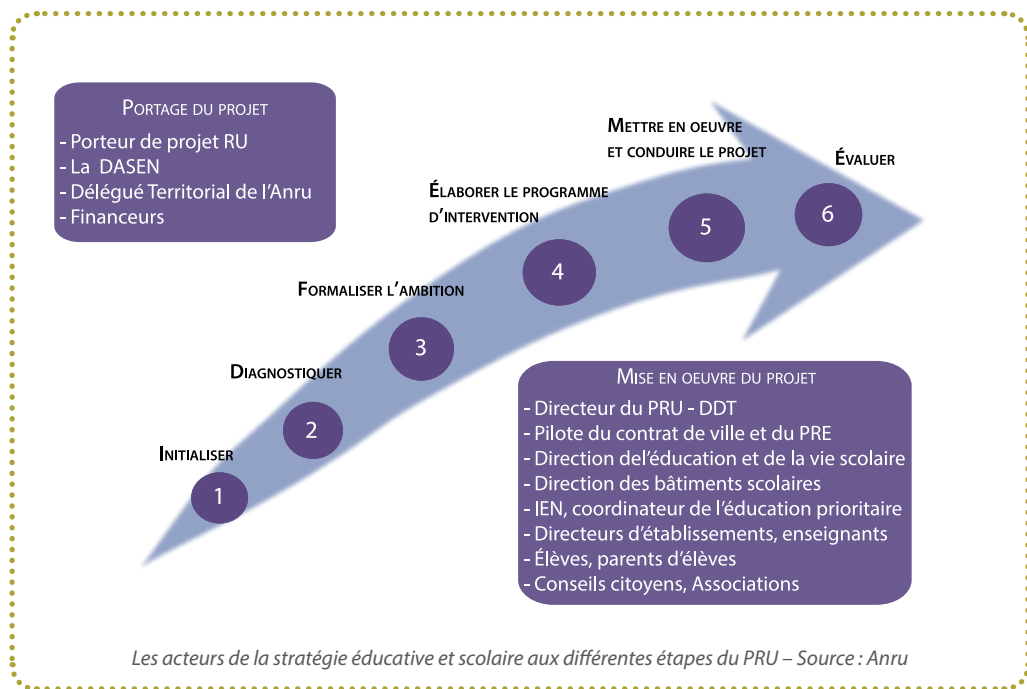 Portage du projet
- Porteur de projet RU
- La DASEN
- Délégué Territorial de l'Anru
- Financeurs
Mettre en oeuvre
et conduire le projet
Évaluer
6
5
Élaborer le programme
d'intervention
4
Formaliser l'ambition
3
Diagnostiquer
2
Initialiser
1
Mise en oeuvre du projet
- Directeur du PRU - DDT
- Pilote du contrat de ville et du PRE
- Direction del'éducation et de la vie scolaire
- Direction des bâtiments scolaires
- IEN, coordinateur de l'éducation prioritaire
- Directeurs d'établissements, enseignants
- Élèves, parents d'élèves
- Conseils citoyens, Associations
Les acteurs de la stratégie éducative et scolaire aux différentes étapes du PRU – Source : Anru